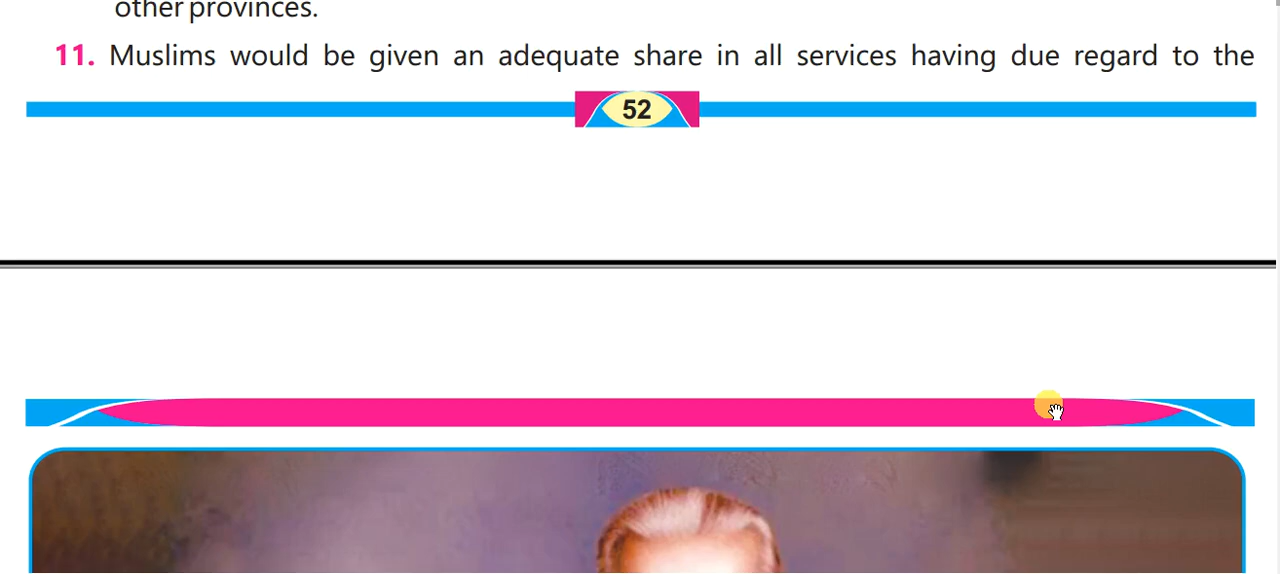 other provinces.
11. Muslims would be given an adequate share in all services having due regard to the
52